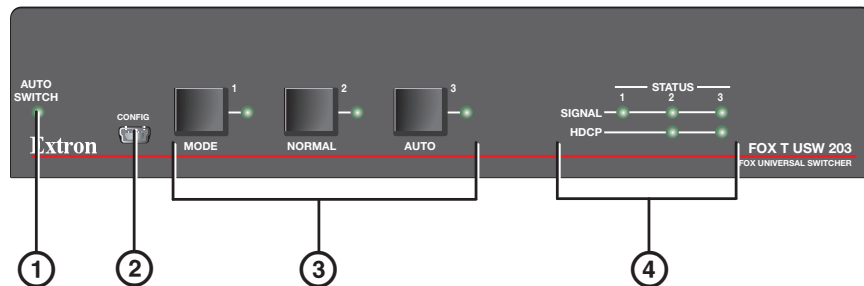 AUTO
SWITCH
CONFIG
1
2
3
MODE
NORMAL
AUTO
STATUS
1
2
3
SIGNAL
HDCP
Extron
FOX T USW 203
FOX UNIVERSAL SWITCHER
1
2
3
4